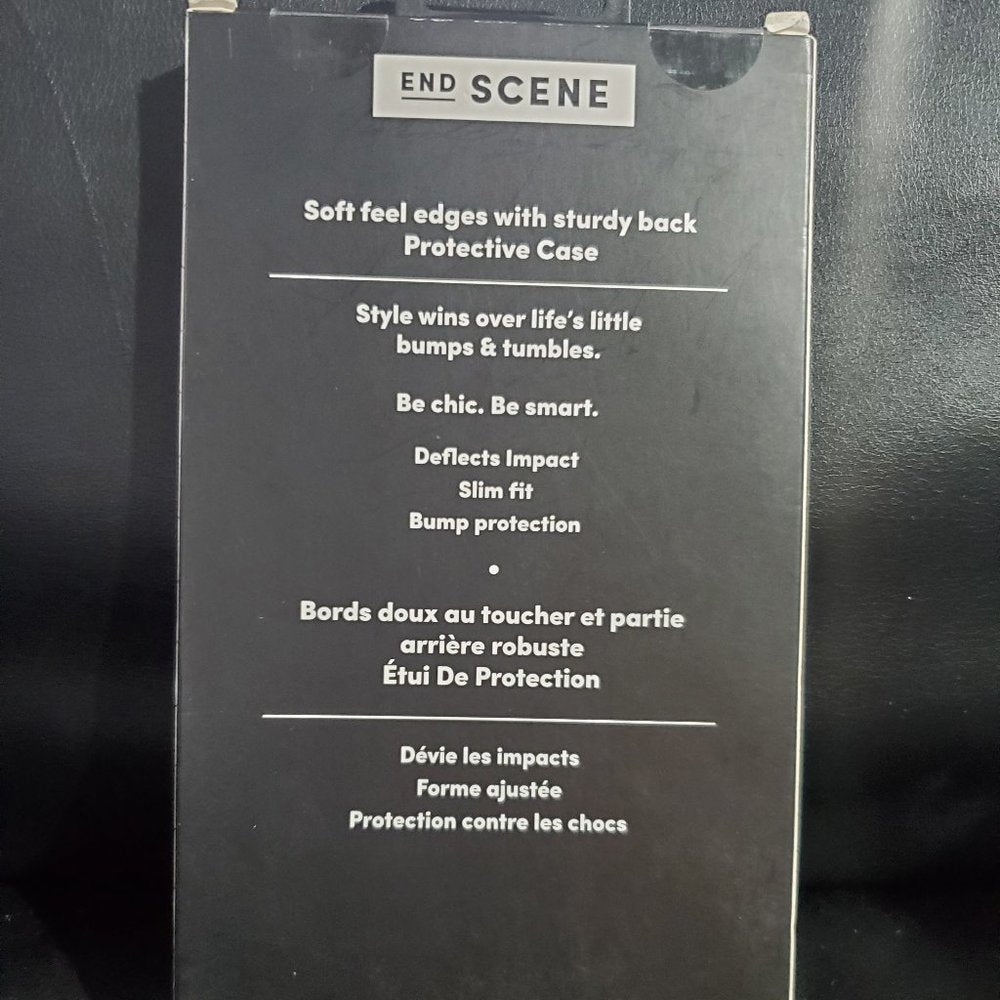 END SCENE
Soft feel edges with sturdy back
Protective Case
Style wins over life's little
bumps & tumbles.
Be chic. Be smart.
Deflects Impact
Slim fit
Bump protection
•
Bords doux au toucher et partie
arrière robuste
Étui De Protection
Dévie les impacts
Forme ajustée
Protection contre les chocs